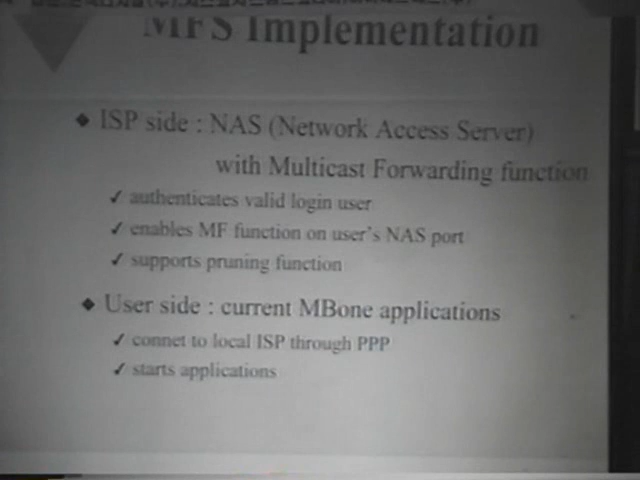 MFS Implementation
◆ ISP side : NAS (Network Access Server)
with Multicast Forwarding function
✓ authenticates valid login user
✓ enables MF function on user's NAS port
✓ supports pruning function
◆ User side : current MBone applications
✓ connet to local ISP through PPP
✓ starts applications